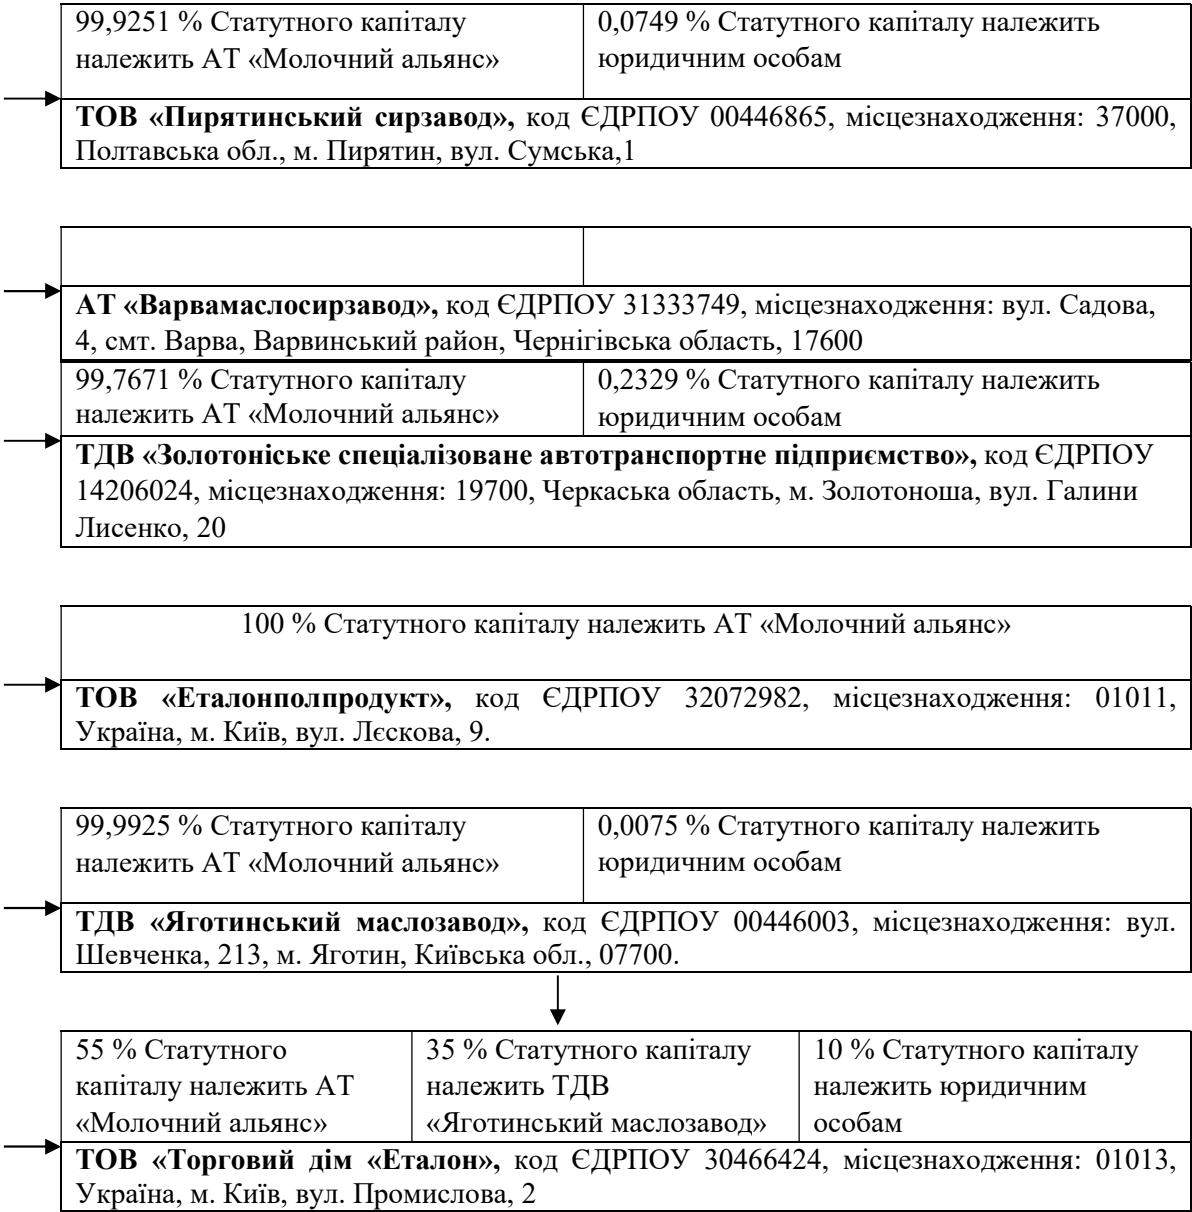 99,9251 % Статутного капіталу
належить АТ «Молочний альянс»
0,0749 % Статутного капіталу належить
юридичним особам
ТОВ «Пирятинський сирзавод», код ЄДРПОУ 00446865, місцезнаходження: 37000,
Полтавська обл., м. Пирятин, вул. Сумська,1
АТ «Варвамаслосирзавод», код ЄДРПОУ 31333749, місцезнаходження: вул. Садова,
4, смт. Варва, Варвинський район, Чернігівська область, 17600
99,7671 % Статутного капіталу
належить АТ «Молочний альянс»
0,2329 % Статутного капіталу належить
юридичним особам
ТДВ «Золотоніське спеціалізоване автотранспортне підприємство», код ЄДРПОУ
14206024, місцезнаходження: 19700, Черкаська область, м. Золотоноша, вул. Галини
Лисенко, 20
100 % Статутного капіталу належить АТ «Молочний альянс»
ТОВ «Еталонполпродукт», код ЄДРПОУ 32072982, місцезнаходження: 01011,
Україна, м. Київ, вул. Лєскова, 9.
99,9925 % Статутного капіталу
належить АТ «Молочний альянс»
0,0075 % Статутного капіталу належить
юридичним особам
ТДВ «Яготинський маслозавод», код ЄДРПОУ 00446003, місцезнаходження: вул.
Шевченка, 213, м. Яготин, Київська обл., 07700.
55 % Статутного
капіталу належить АТ
«Молочний альянс»
35 % Статутного капіталу
належить ТДВ
«Яготинський маслозавод»
10 % Статутного капіталу
належить юридичним
особам
ТОВ «Торговий дім «Еталон», код ЄДРПОУ 30466424, місцезнаходження: 01013,
Україна, м. Київ, вул. Промислова, 2